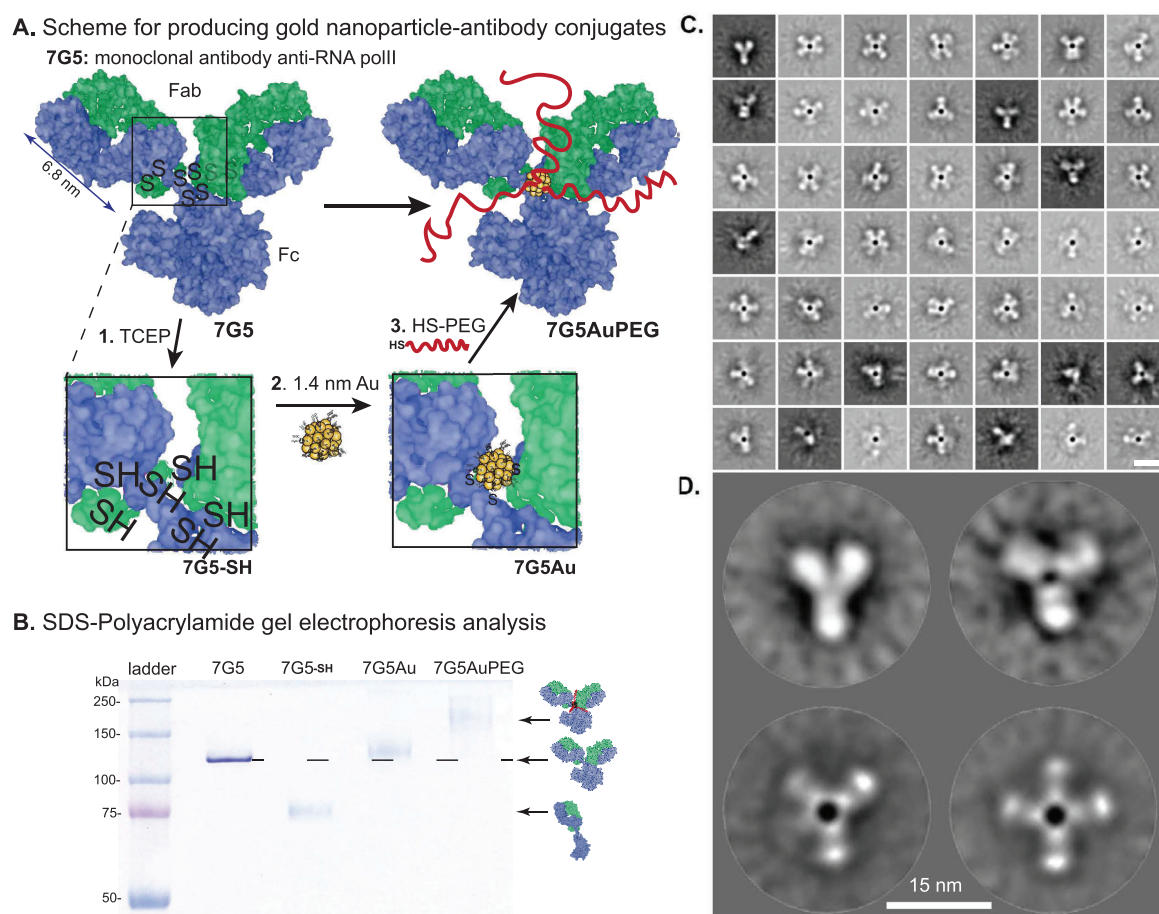 A. Scheme for producing gold nanoparticle-antibody conjugates
7G5: monoclonal antibody anti-RNA polII
Fab
6.8 nm
S
S
S
S
S
S
S
S
Fc
7G5
7G5AuPEG
1. TCEP
2. 1.4 nm Au
3. HS-PEG
HS
SH
SH
SH
SH
SH
SH
S
S
S
7G5-SH
7G5Au
B. SDS-Polyacrylamide gel electrophoresis analysis
ladder 7G5 7G5-SH 7G5Au 7G5AuPEG
kDa
250-
150-
100-
75-
50-
C.
D.
15 nm